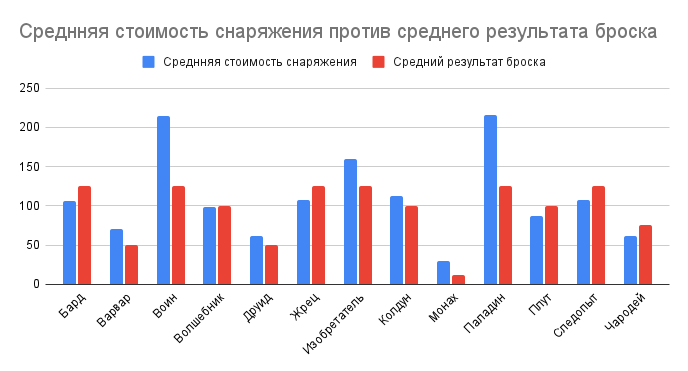 Среднняя стоимость снаряжения против среднего результата броска
Среднняя стоимость снаряжения
Средний результат броска
250
200
150
100
50
0
Бард
Варвар
Воин
Волшебник
Друид
Жрец
Изобретатель
Колдун
Монах
Паладин
Плут
Следопыт
Чародей